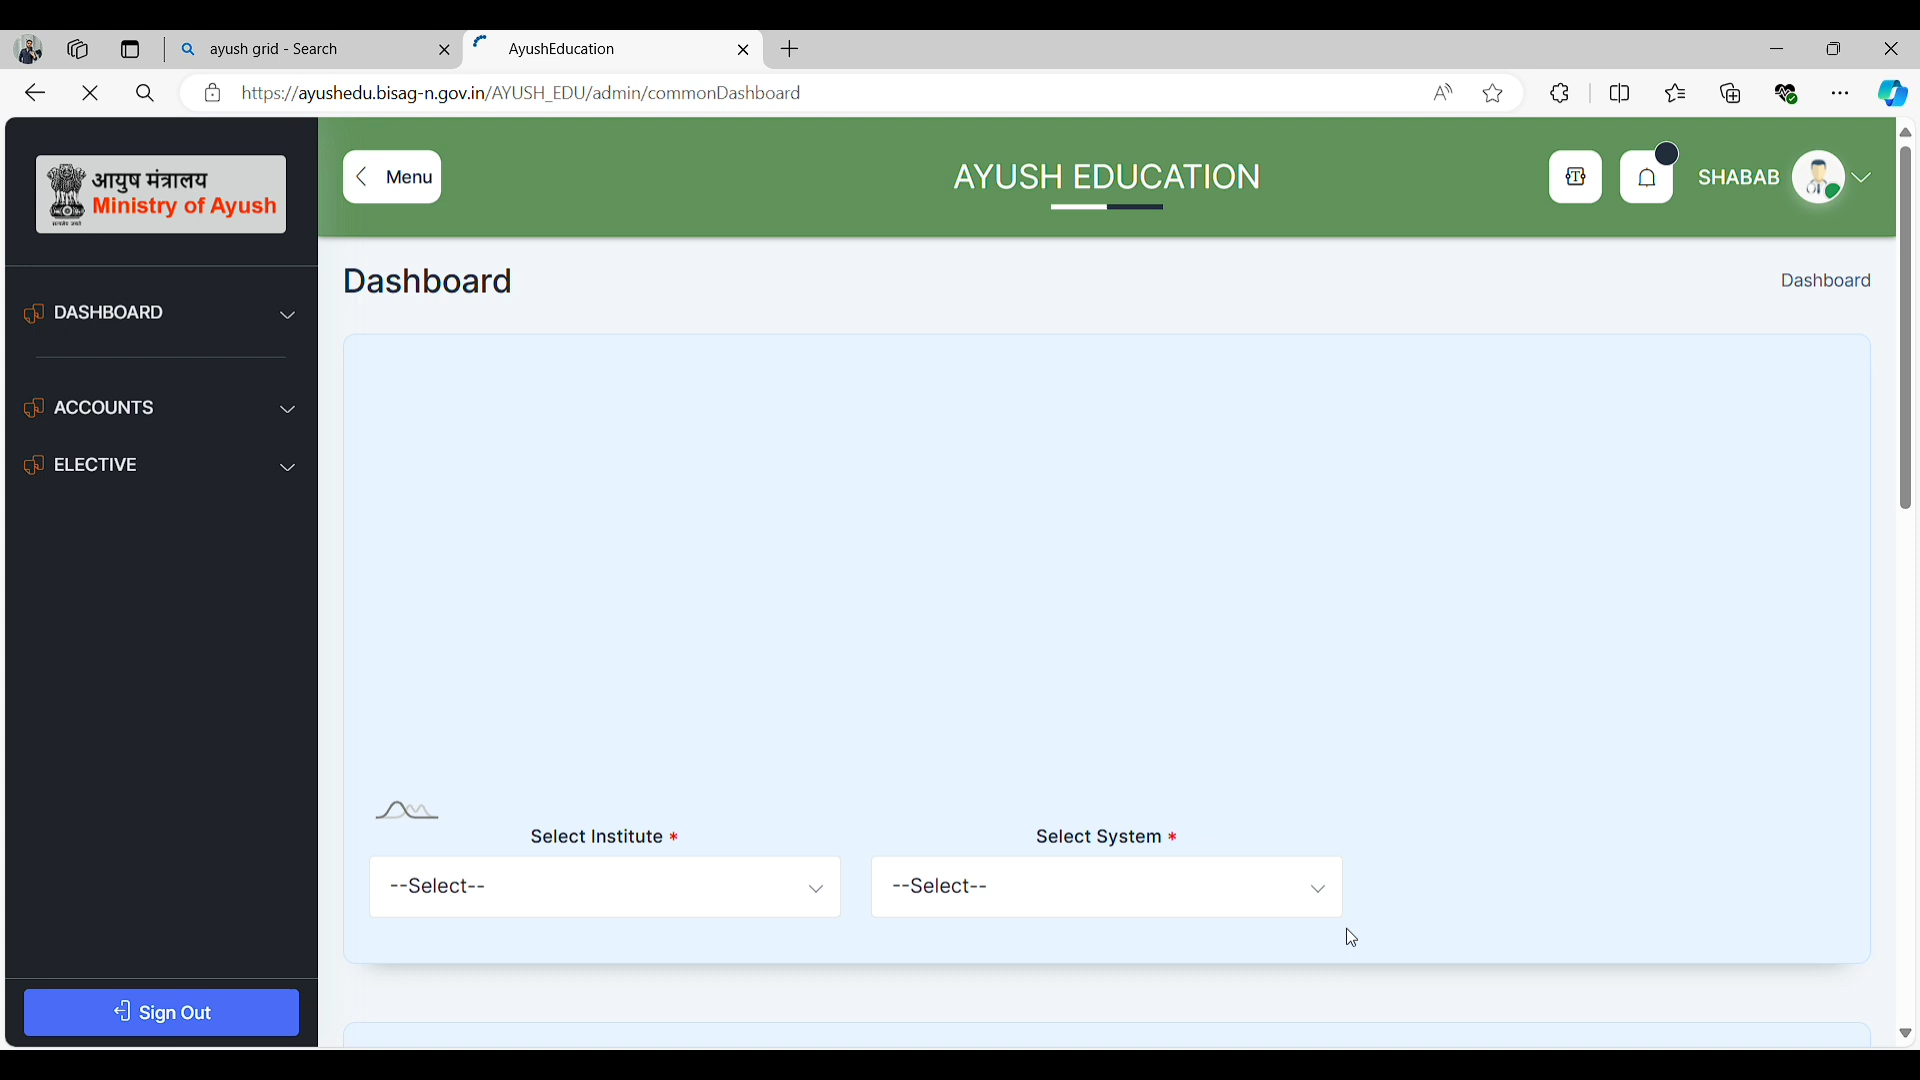 ayush grid - Search
AyushEducation
https://ayushedu.bisag-n.gov.in/AYUSH_EDU/admin/commonDashboard
आयुष मंत्रालय
Ministry of Ayush
Menu
AYUSH EDUCATION
SHABAB
Dashboard
Dashboard
DASHBOARD
ACCOUNTS
ELECTIVE
Select Institute *
Select System *
--Select--
--Select--
Sign Out